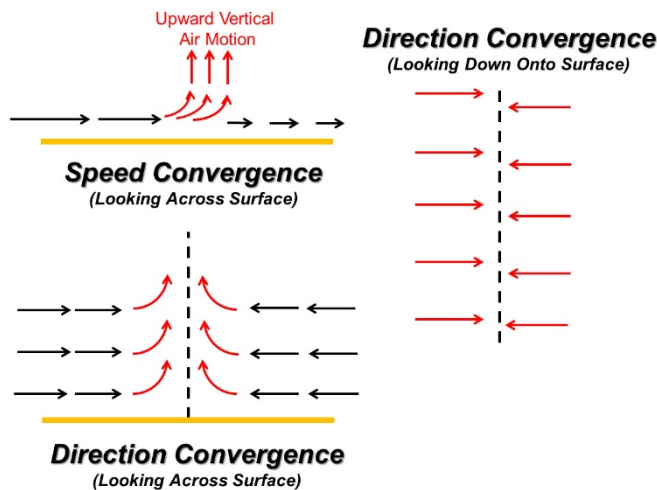 Upward Vertical
Air Motion
Speed Convergence
(Looking Across Surface)
Direction Convergence
(Looking Down Onto Surface)
Direction Convergence
(Looking Across Surface)